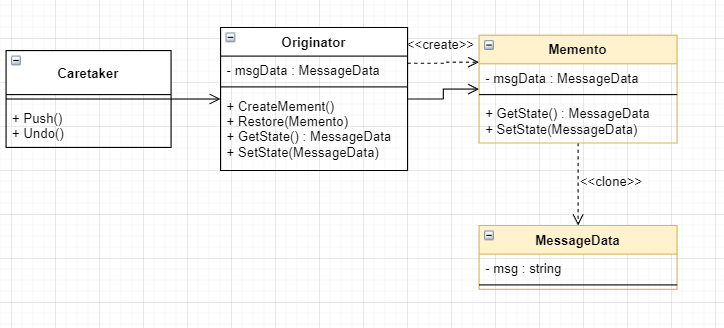 Caretaker
+ Push()
+ Undo()
Originator
- msgData : MessageData
+ CreateMement()
+ Restore(Memento)
+ GetState() : MessageData
+ SetState(MessageData)
<<create>>
Memento
- msgData : MessageData
+ GetState() : MessageData
+ SetState(MessageData)
<<clone>>
MessageData
- msg : string